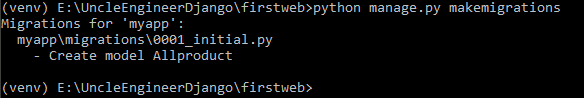 (venv) E:\UncleEngineerDjango\firstweb>python manage.py makemigrations
Migrations for 'myapp':
  myapp\migrations\0001_initial.py
    - Create model Allproduct
(venv) E:\UncleEngineerDjango\firstweb>